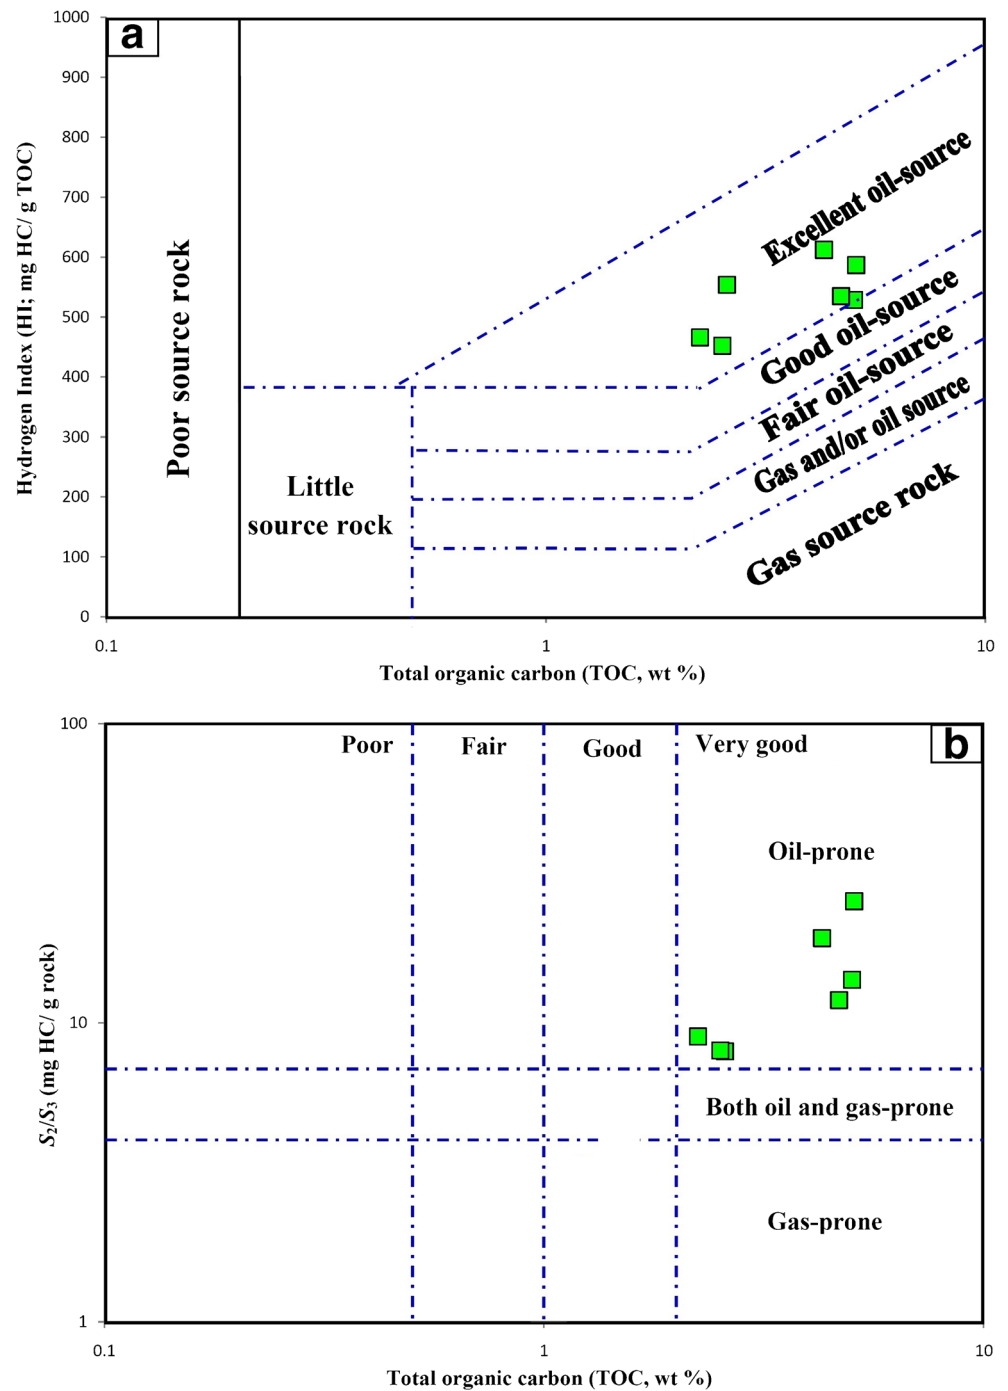 a
1000
900
800
700
600
500
400
300
200
100
0
Hydrogen Index (HI; mg HC/ g TOC)
Poor source rock
Little
source rock
Excellent oil-source
Good oil-source
Fair oil-source
Gas and/or oil source
Gas source rock
0.1
1
10
Total organic carbon (TOC, wt %)
b
100
10
1
S2/S3 (mg HC/ g rock)
Poor
Fair
Good
Very good
Oil-prone
Both oil and gas-prone
Gas-prone
0.1
1
10
Total organic carbon (TOC, wt %)